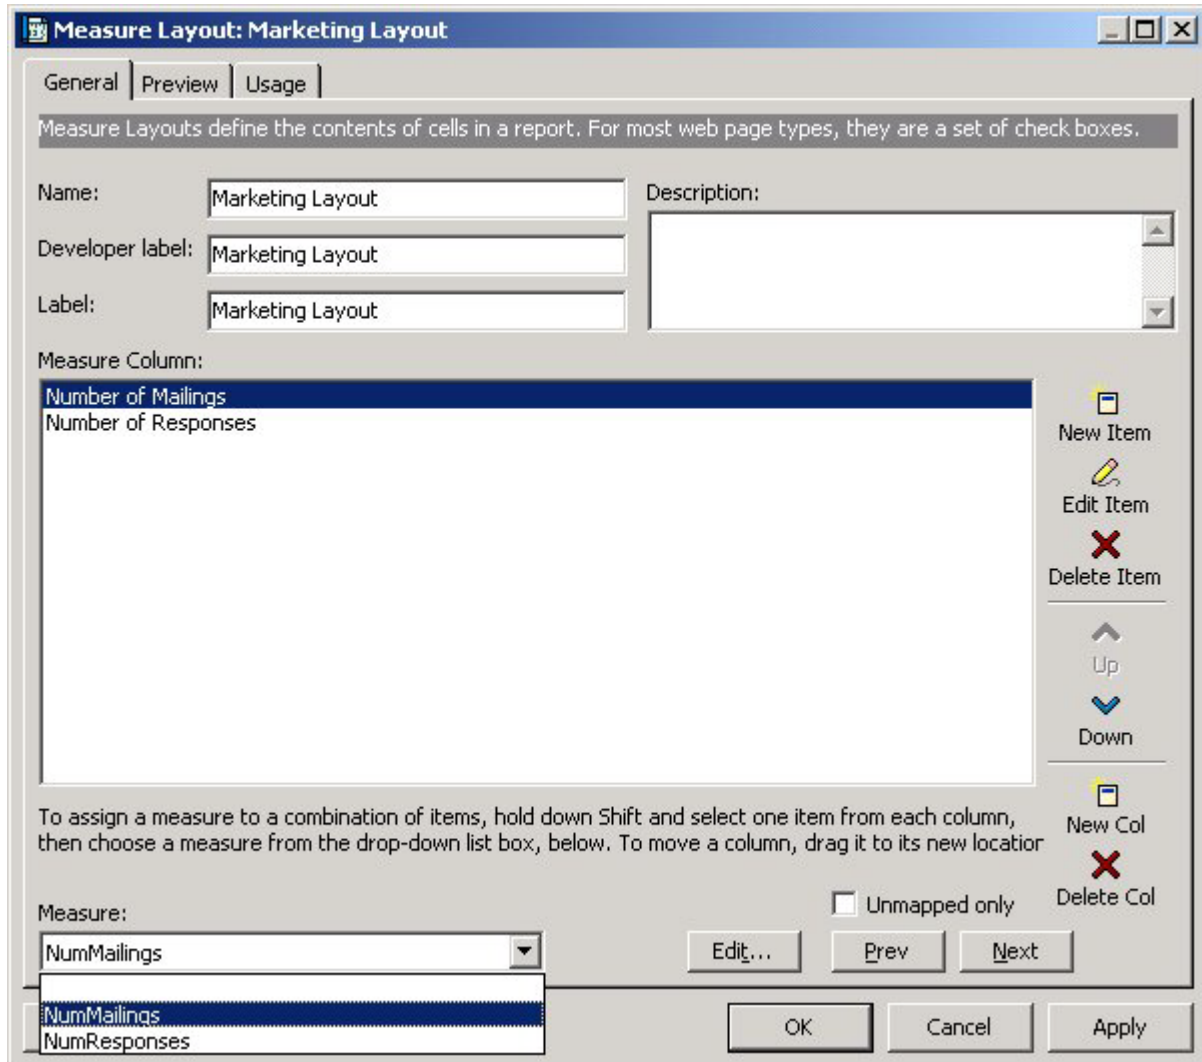 Measure Layout: Marketing Layout
General Preview Usage
Measure Layouts define the contents of cells in a report. For most web page types, they are a set of check boxes.
Name: Marketing Layout Description:
Developer label: Marketing Layout
Label: Marketing Layout
Measure Column:
Number of Mailings
Number of Responses
New Item
Edit Item
Delete Item
Up
Down
To assign a measure to a combination of items, hold down Shift and select one item from each column,
then choose a measure from the drop-down list box, below. To move a column, drag it to its new location
New Col
Delete Col
Measure: Unmapped only
NumMailings Edit... Prev Next
NumMailings
NumResponses
OK Cancel Apply